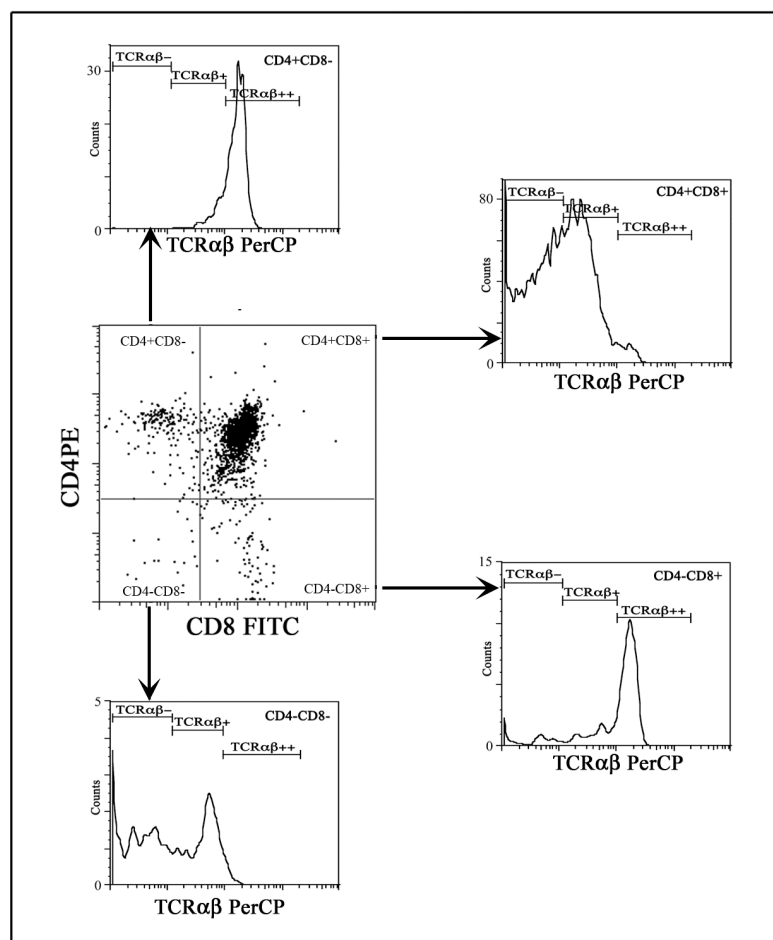 TCRαβ−
CD4+CD8-
30
TCRαβ+
TCRαβ++
Counts
0
TCRαβ PerCP
80
TCRαβ−
CD4+CD8+
TCRαβ+
TCRαβ++
Counts
0
TCRαβ PerCP
CD4+CD8-
CD4+CD8+
CD4PE
CD4-CD8-
CD4-CD8+
CD8 FITC
15
TCRαβ−
CD4-CD8+
TCRαβ+
TCRαβ++
Counts
0
TCRαβ PerCP
5
TCRαβ−
CD4-CD8-
TCRαβ+
TCRαβ++
Counts
0
TCRαβ PerCP